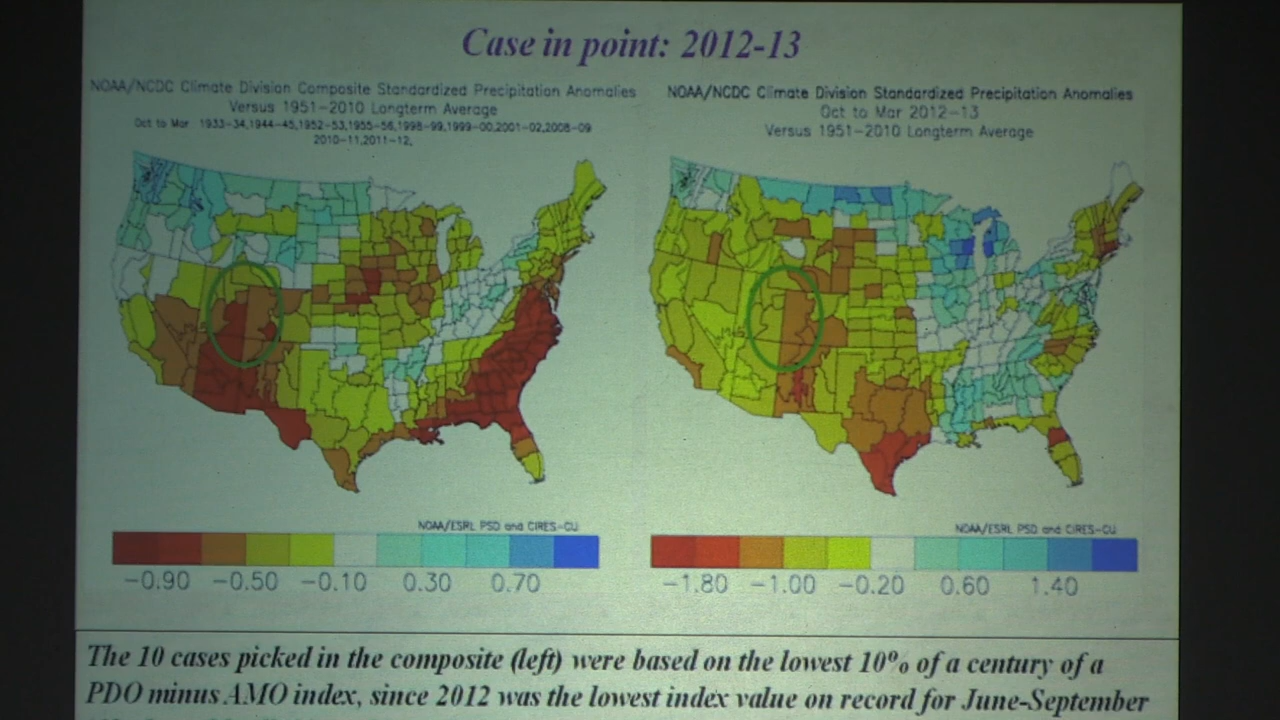 Case in point: 2012-13
NOAA/NCDC Climate Division Composite Standardized Precipitation Anomalies
Versus 1951-2010 Longterm Average
Oct to Mar 1933-34,1944-45,1952-53,1955-56,1998-99,1999-00,2001-02,2008-09
2010-11,2011-12,
NOAA/ESRL PSD and CIRES-CU
-0.90 -0.50 -0.10 0.30 0.70
NOAA/NCDC Climate Division Standardized Precipitation Anomalies
Oct to Mar 2012-13
Versus 1951-2010 Longterm Average
NOAA/ESRL PSD and CIRES-CU
-1.80 -1.00 -0.20 0.60 1.40
The 10 cases picked in the composite (left) were based on the lowest 10% of a century of a
PDO minus AMO index, since 2012 was the lowest index value on record for June-September